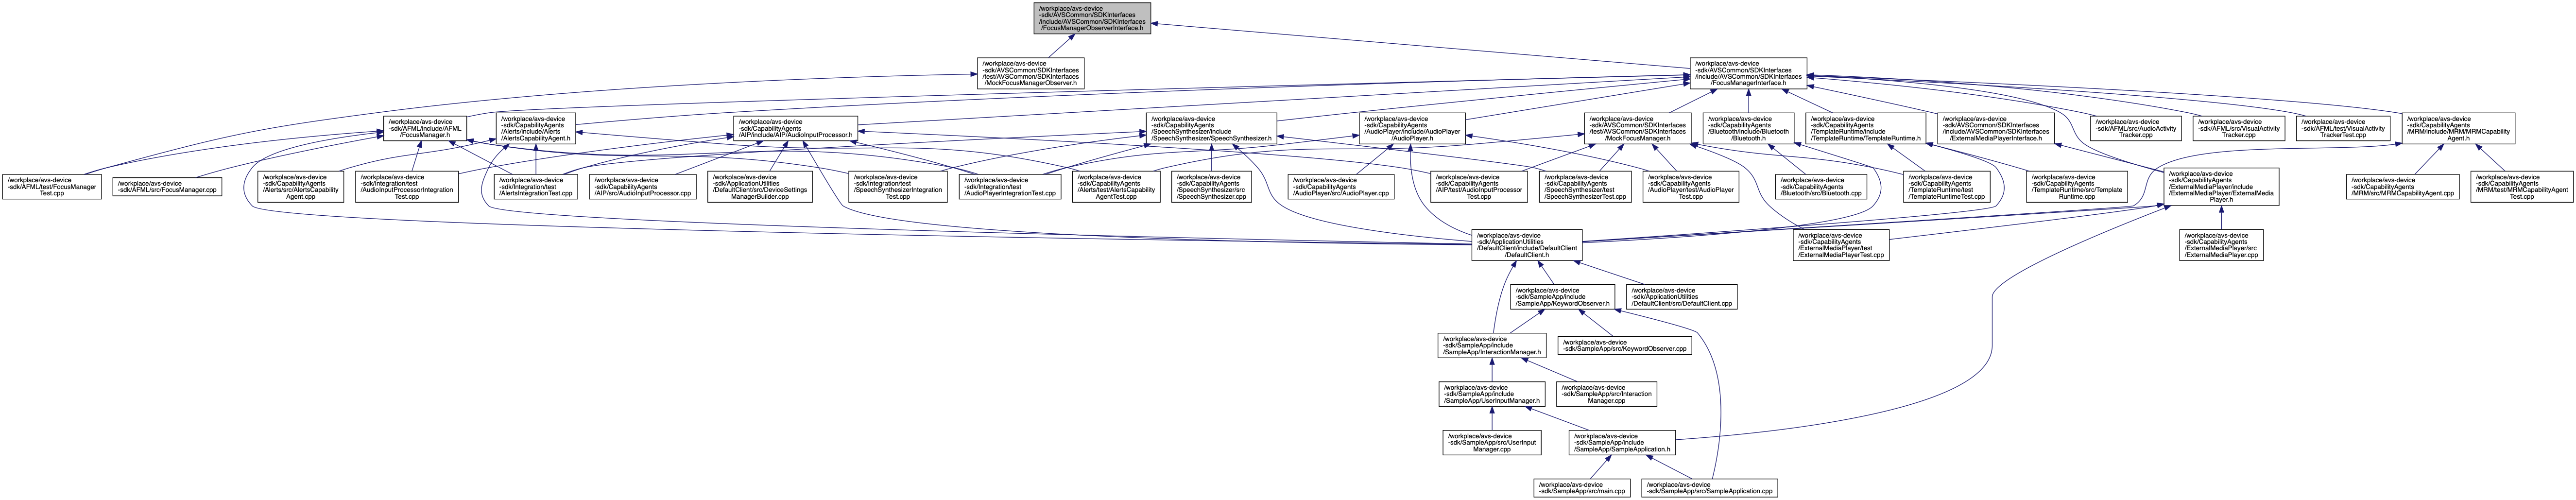 /workplace/avs-device
-sdk/AVSCommon/SDKInterfaces
/include/AVSCommon/SDKInterfaces
/FocusManagerObserverInterface.h
/workplace/avs-device
-sdk/AVSCommon/SDKInterfaces
/test/AVSCommon/SDKInterfaces
/MockFocusManagerObserver.h
/workplace/avs-device
-sdk/AVSCommon/SDKInterfaces
/include/AVSCommon/SDKInterfaces
/FocusManagerInterface.h
/workplace/avs-device
-sdk/AFML/include/AFML
/FocusManager.h
/workplace/avs-device
-sdk/CapabilityAgents
/Alerts/include/Alerts
/AlertsCapabilityAgent.h
/workplace/avs-device
-sdk/CapabilityAgents
/AIP/include/AIP/AudioInputProcessor.h
/workplace/avs-device
-sdk/CapabilityAgents
/SpeechSynthesizer/include
/SpeechSynthesizer/SpeechSynthesizer.h
/workplace/avs-device
-sdk/CapabilityAgents
/AudioPlayer/include/AudioPlayer
/AudioPlayer.h
/workplace/avs-device
-sdk/AVSCommon/SDKInterfaces
/test/AVSCommon/SDKInterfaces
/MockFocusManager.h
/workplace/avs-device
-sdk/CapabilityAgents
/Bluetooth/include/Bluetooth
/Bluetooth.h
/workplace/avs-device
-sdk/CapabilityAgents
/TemplateRuntime/include
/TemplateRuntime/TemplateRuntime.h
/workplace/avs-device
-sdk/AVSCommon/SDKInterfaces
/include/AVSCommon/SDKInterfaces
/ExternalMediaPlayerInterface.h
/workplace/avs-device
-sdk/AFML/src/AudioActivity
Tracker.cpp
/workplace/avs-device
-sdk/AFML/src/VisualActivity
Tracker.cpp
/workplace/avs-device
-sdk/AFML/test/VisualActivity
TrackerTest.cpp
/workplace/avs-device
-sdk/CapabilityAgents
/MRM/include/MRM/MRMCapability
Agent.h
/workplace/avs-device
-sdk/AFML/test/FocusManager
Test.cpp
/workplace/avs-device
-sdk/AFML/src/FocusManager.cpp
/workplace/avs-device
-sdk/CapabilityAgents
/Alerts/src/AlertsCapability
Agent.cpp
/workplace/avs-device
-sdk/Integration/test
/AudioInputProcessorIntegration
Test.cpp
/workplace/avs-device
-sdk/Integration/test
/AlertsIntegrationTest.cpp
/workplace/avs-device
-sdk/CapabilityAgents
/AIP/src/AudioInputProcessor.cpp
/workplace/avs-device
-sdk/ApplicationUtilities
/DefaultClient/src/DeviceSettings
ManagerBuilder.cpp
/workplace/avs-device
-sdk/Integration/test
/SpeechSynthesizerIntegration
Test.cpp
/workplace/avs-device
-sdk/Integration/test
/AudioPlayerIntegrationTest.cpp
/workplace/avs-device
-sdk/CapabilityAgents
/Alerts/test/AlertsCapability
AgentTest.cpp
/workplace/avs-device
-sdk/CapabilityAgents
/SpeechSynthesizer/src
/SpeechSynthesizer.cpp
/workplace/avs-device
-sdk/CapabilityAgents
/AudioPlayer/src/AudioPlayer.cpp
/workplace/avs-device
-sdk/CapabilityAgents
/AIP/test/AudioInputProcessor
Test.cpp
/workplace/avs-device
-sdk/CapabilityAgents
/SpeechSynthesizer/test
/SpeechSynthesizerTest.cpp
/workplace/avs-device
-sdk/CapabilityAgents
/AudioPlayer/test/AudioPlayer
Test.cpp
/workplace/avs-device
-sdk/CapabilityAgents
/Bluetooth/src/Bluetooth.cpp
/workplace/avs-device
-sdk/CapabilityAgents
/TemplateRuntime/test
/TemplateRuntimeTest.cpp
/workplace/avs-device
-sdk/CapabilityAgents
/TemplateRuntime/src/Template
Runtime.cpp
/workplace/avs-device
-sdk/CapabilityAgents
/ExternalMediaPlayer/include
/ExternalMediaPlayer/ExternalMedia
Player.h
/workplace/avs-device
-sdk/CapabilityAgents
/MRM/src/MRMCapabilityAgent.cpp
/workplace/avs-device
-sdk/CapabilityAgents
/MRM/test/MRMCapabilityAgent
Test.cpp
/workplace/avs-device
-sdk/ApplicationUtilities
/DefaultClient/include/DefaultClient
/DefaultClient.h
/workplace/avs-device
-sdk/CapabilityAgents
/ExternalMediaPlayer/test
/ExternalMediaPlayerTest.cpp
/workplace/avs-device
-sdk/CapabilityAgents
/ExternalMediaPlayer/src
/ExternalMediaPlayer.cpp
/workplace/avs-device
-sdk/SampleApp/include
/SampleApp/KeywordObserver.h
/workplace/avs-device
-sdk/ApplicationUtilities
/DefaultClient/src/DefaultClient.cpp
/workplace/avs-device
-sdk/SampleApp/include
/SampleApp/InteractionManager.h
/workplace/avs-device
-sdk/SampleApp/src/KeywordObserver.cpp
/workplace/avs-device
-sdk/SampleApp/include
/SampleApp/UserInputManager.h
/workplace/avs-device
-sdk/SampleApp/src/Interaction
Manager.cpp
/workplace/avs-device
-sdk/SampleApp/src/UserInput
Manager.cpp
/workplace/avs-device
-sdk/SampleApp/include
/SampleApp/SampleApplication.h
/workplace/avs-device
-sdk/SampleApp/src/main.cpp
/workplace/avs-device
-sdk/SampleApp/src/SampleApplication.cpp